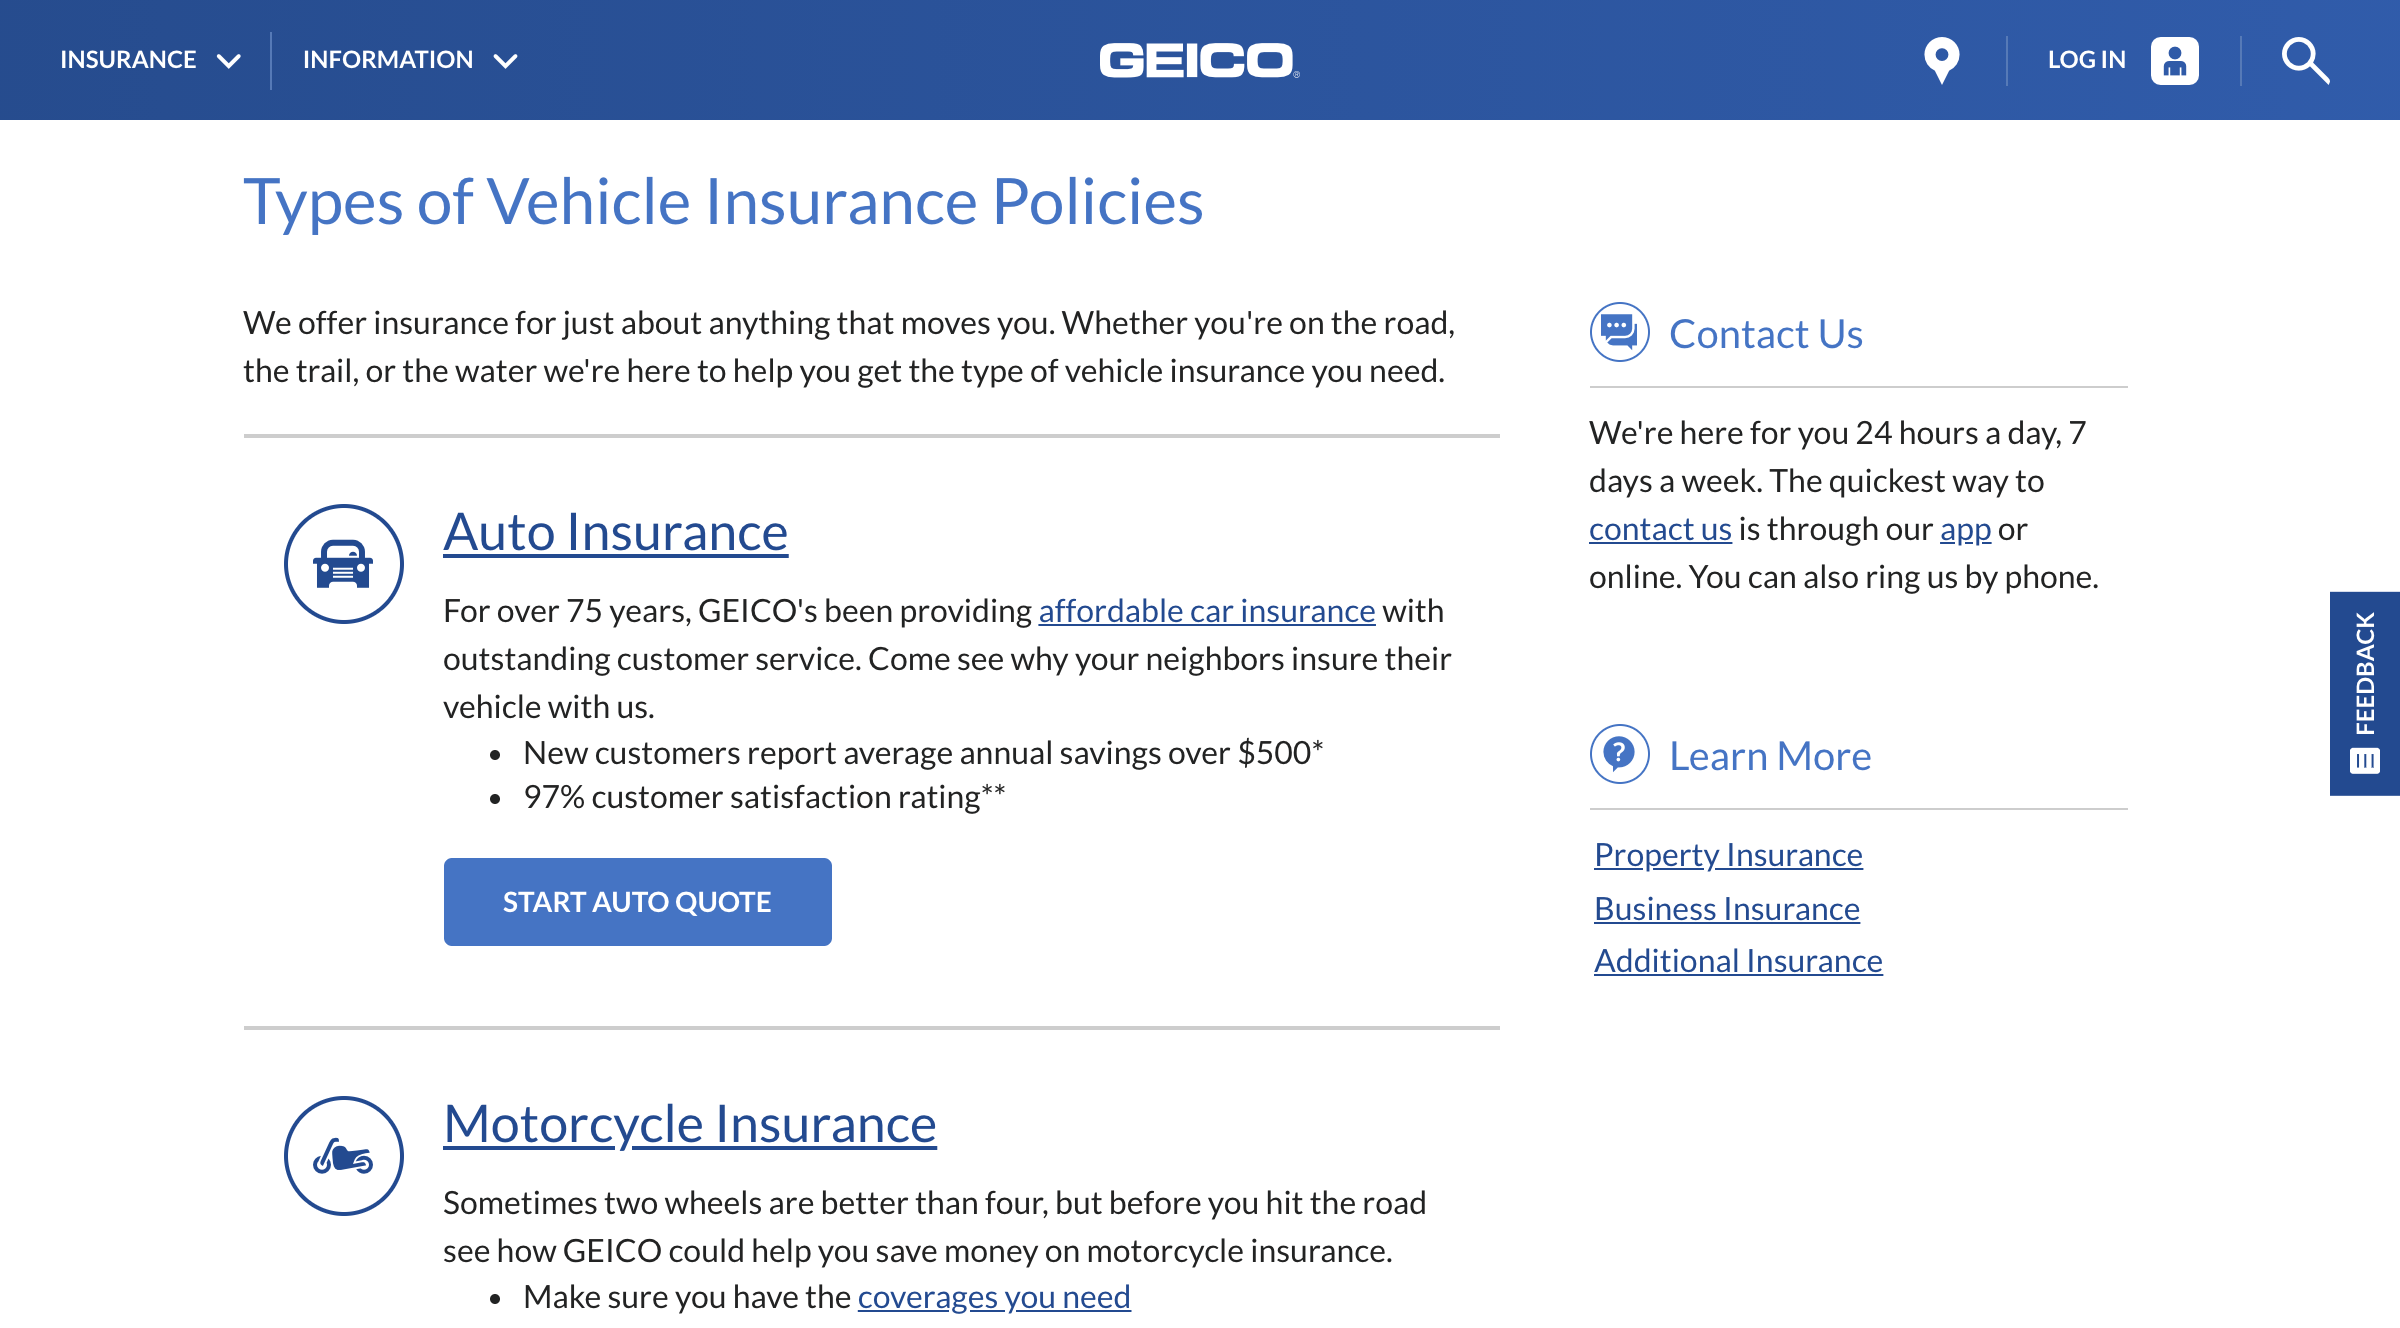 INSURANCE
INFORMATION
GEICO®
LOG IN
Types of Vehicle Insurance Policies
We offer insurance for just about anything that moves you. Whether you're on the road,
the trail, or the water we're here to help you get the type of vehicle insurance you need.
Auto Insurance
For over 75 years, GEICO's been providing affordable car insurance with
outstanding customer service. Come see why your neighbors insure their
vehicle with us.
• New customers report average annual savings over $500*
• 97% customer satisfaction rating**
START AUTO QUOTE
Motorcycle Insurance
Sometimes two wheels are better than four, but before you hit the road
see how GEICO could help you save money on motorcycle insurance.
• Make sure you have the coverages you need
Contact Us
We're here for you 24 hours a day, 7
days a week. The quickest way to
contact us is through our app or
online. You can also ring us by phone.
Learn More
Property Insurance
Business Insurance
Additional Insurance
FEEDBACK